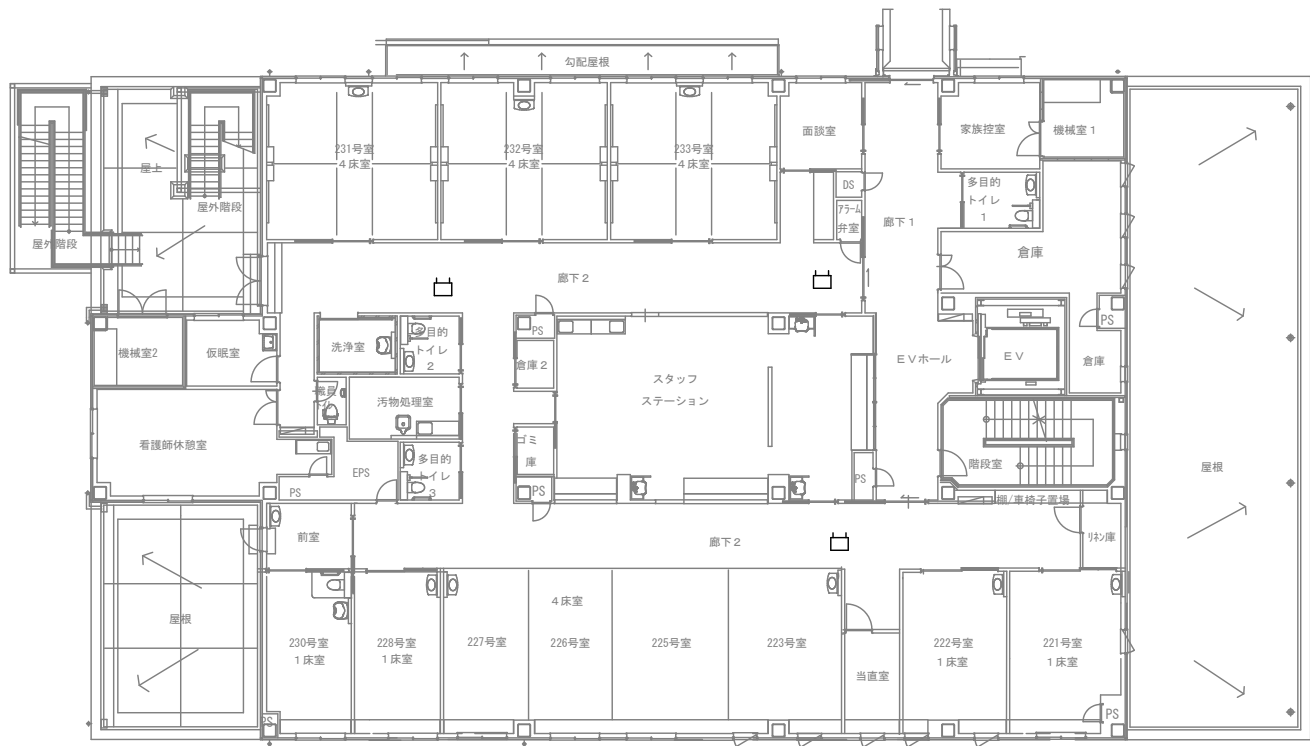 勾配屋根
231号室
4床室
232号室
4床室
233号室
4床室
面談室
家族控室
機械室1
屋上
屋外階段
屋外階段
DS
アラーム
弁室
廊下1
多目的
トイレ
1
倉庫
廊下2
PS
機械室2
仮眠室
洗浄室
多目的
トイレ
2
PS
倉庫2
スタッフ
ステーション
EVホール
EV
倉庫
職員
トイレ
汚物処理室
看護師休憩室
ゴミ
庫
階段室
屋根
EPS
多目的
トイレ
3
PS
PS
PS
棚/車椅子置場
前室
廊下2
リネン庫
屋根
4床室
230号室
1床室
228号室
1床室
227号室
226号室
225号室
223号室
当直室
222号室
1床室
221号室
1床室
PS
PS